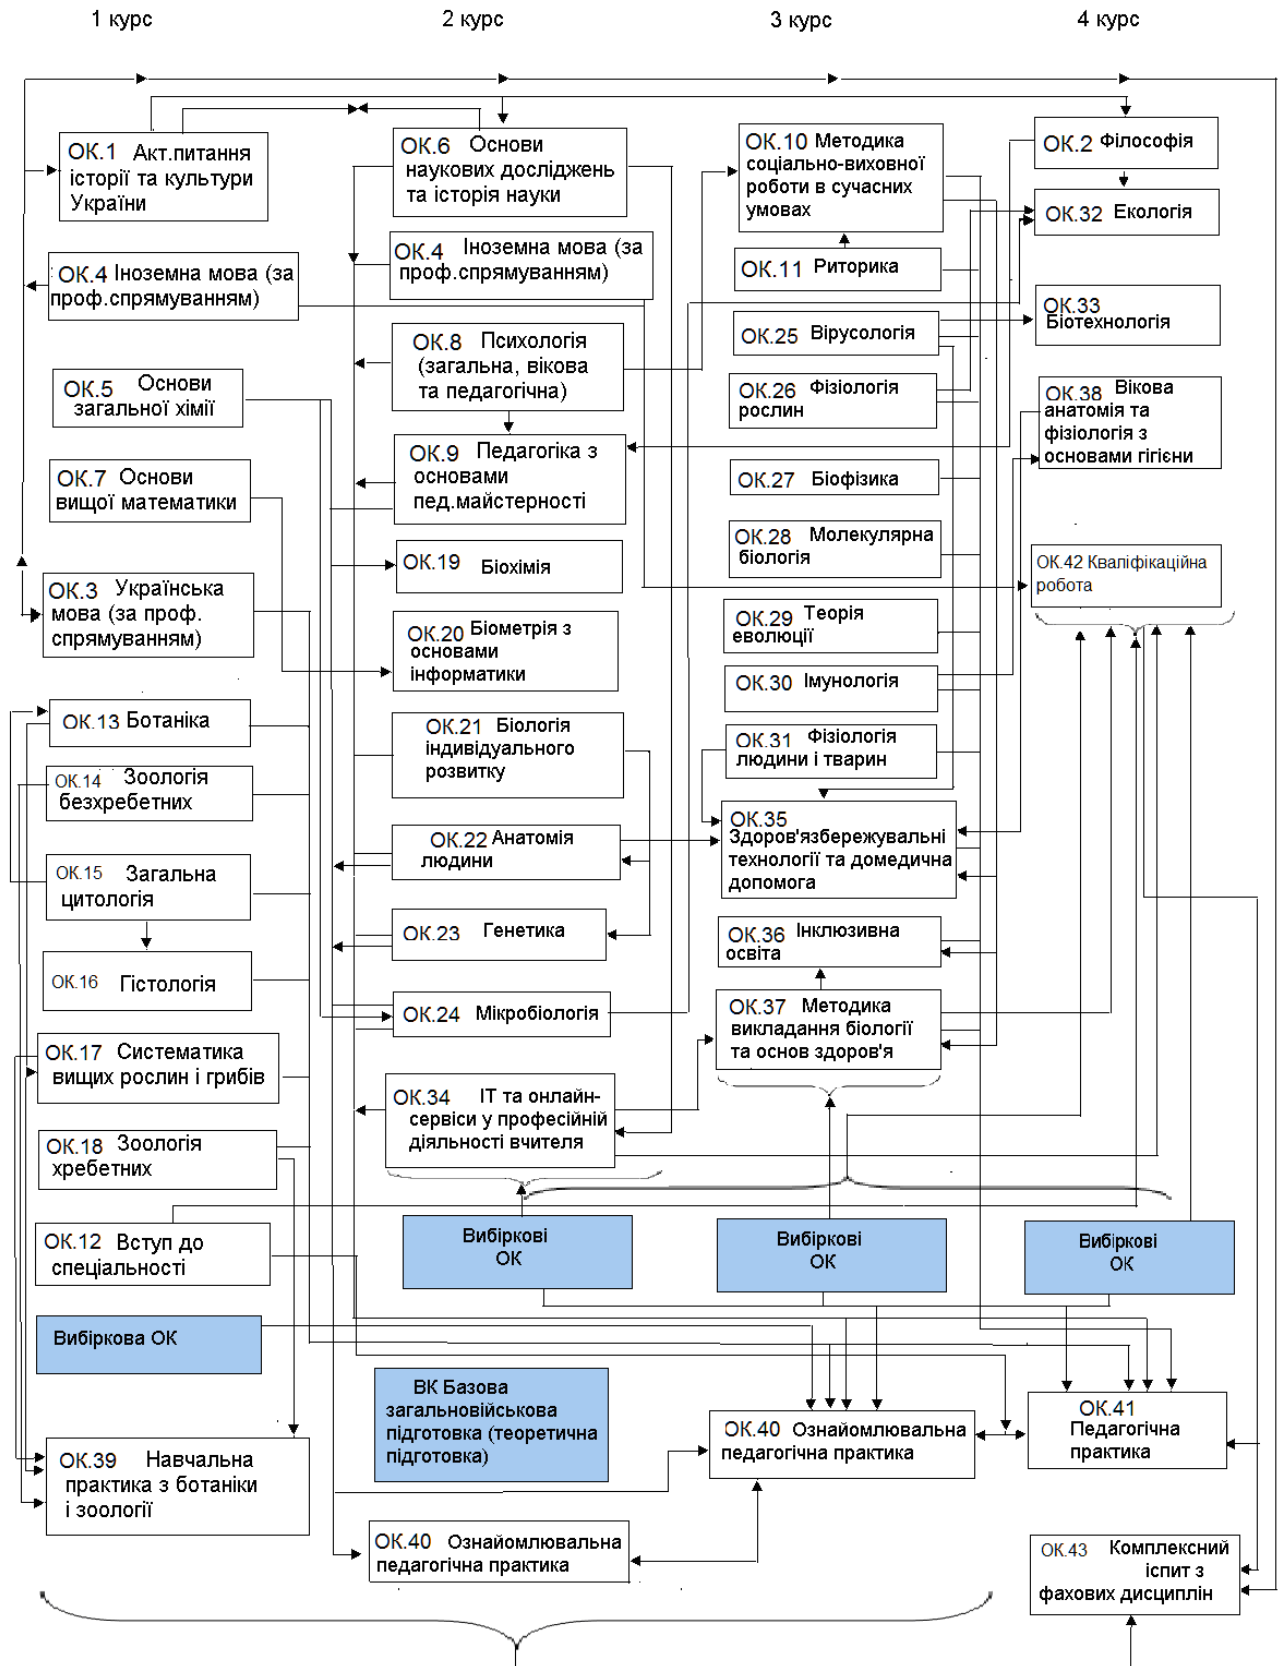 1 курс
2 курс
3 курс
4 курс
ОК.1 Акт.питання
історії та культури
України
ОК.4 Іноземна мова (за
проф.спрямуванням)
ОК.5 Основи
загальної хімії
ОК.7 Основи
вищої математики
ОК.3 Українська
мова (за проф.
спрямуванням)
ОК.13 Ботаніка
ОК.14 Зоологія
безхребетних
ОК.15 Загальна
цитологія
ОК.16 Гістологія
ОК.17 Систематика
вищих рослин і грибів
ОК.18 Зоологія
хребетних
ОК.12 Вступ до
спеціальності
Вибіркова ОК
ОК.39 Навчальна
практика з ботаніки
і зоології
ОК.6 Основи
наукових досліджень
та історія науки
ОК.4 Іноземна мова (за
проф.спрямуванням)
ОК.8 Психологія
(загальна, вікова
та педагогічна)
ОК.9 Педагогіка з
основами
пед.майстерності
ОК.19 Біохімія
ОК.20 Біометрія з
основами
інформатики
ОК.21 Біологія
індивідуального
розвитку
ОК.22 Анатомія
людини
ОК.23 Генетика
ОК.24 Мікробіологія
ОК.34 ІТ та онлайн-
сервіси у професійній
діяльності вчителя
Вибіркові
ОК
ВК Базова
загальновійськова
підготовка (теоретична
підготовка)
ОК.40 Ознайомлювальна
педагогічна практика
ОК.10 Методика
соціально-виховної
роботи в сучасних
умовах
ОК.11 Риторика
ОК.25 Вірусологія
ОК.26 Фізіологія
рослин
ОК.27 Біофізика
ОК.28 Молекулярна
біологія
ОК.29 Теорія
еволюції
ОК.30 Імунологія
ОК.31 Фізіологія
людини і тварин
ОК.35
Здоров'язбережувальні
технології та домедична
допомога
ОК.36 Інклюзивна
освіта
ОК.37 Методика
викладання біології
та основ здоров'я
Вибіркові
ОК
ОК.40 Ознайомлювальна
педагогічна практика
ОК.2 Філософія
ОК.32 Екологія
ОК.33
Біотехнологія
ОК.38 Вікова
анатомія та
фізіологія з
основами гігієни
ОК.42 Кваліфікаційна
робота
Вибіркові
ОК
ОК.41
Педагогічна
практика
ОК.43 Комплексний
іспит з
фахових дисциплін